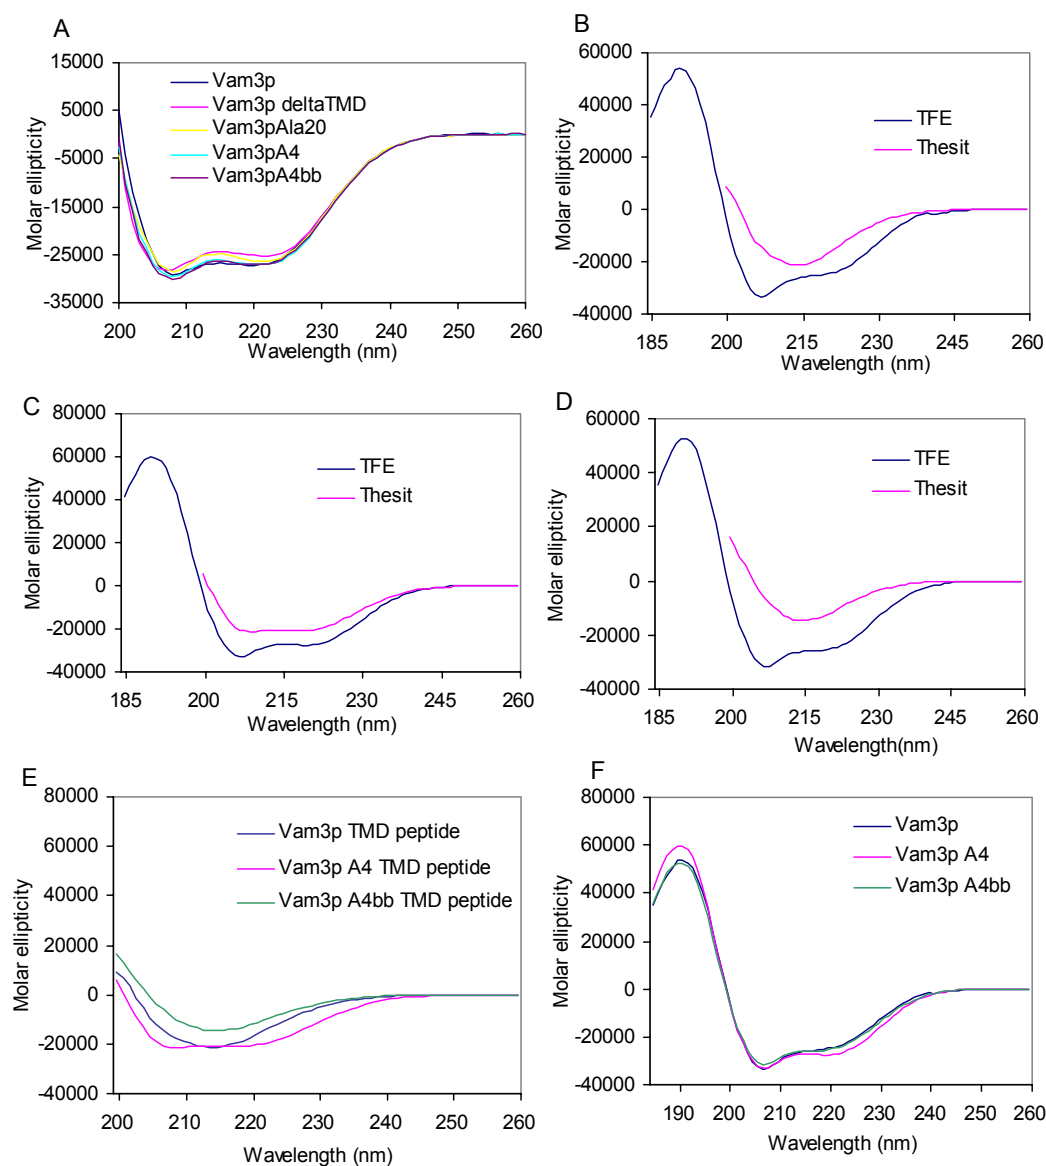 A
15000
5000
-5000
-15000
-25000
-35000
Molar ellipticity
Vam3p
Vam3p deltaTMD
Vam3pAla20
Vam3pA4
Vam3pA4bb
200 210 220 230 240 250 260
Wavelength (nm)
B
60000
40000
20000
0
-20000
-40000
Molar ellipticity
TFE
Thesit
185 200 215 230 245 260
Wavelength (nm)
C
80000
60000
40000
20000
0
-20000
-40000
Molar ellipticity
TFE
Thesit
185 200 215 230 245 260
Wavelength (nm)
D
60000
40000
20000
0
-20000
-40000
Molar ellipticity
TFE
Thesit
185 200 215 230 245 260
Wavelength(nm)
E
80000
60000
40000
20000
0
-20000
-40000
Molar ellipticity
Vam3p TMD peptide
Vam3p A4 TMD peptide
Vam3p A4bb TMD peptide
200 210 220 230 240 250 260
Wavelength (nm)
F
80000
60000
40000
20000
0
-20000
-40000
Molar ellipticity
Vam3p
Vam3p A4
Vam3p A4bb
190 200 210 220 230 240 250 260
Wavelength (nm)